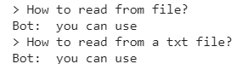 > How to read from file?
Bot:  you can use
> How to read from a txt file?
Bot:  you can use